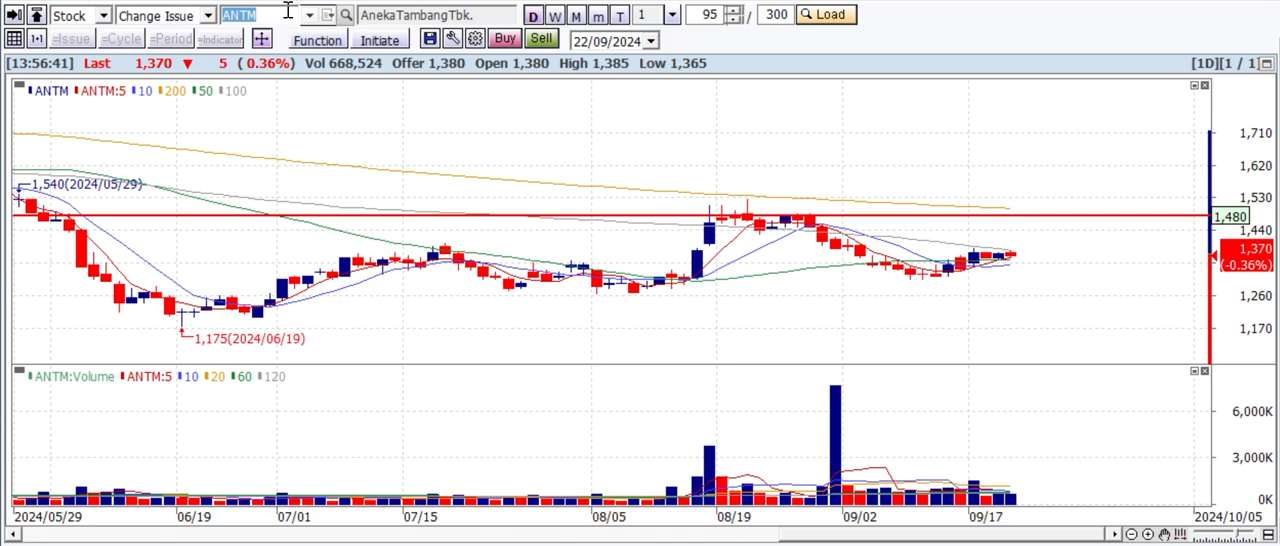 Stock Change Issue ANTM AnekaTambangTbk. D W M m T 1 95 / 300 Load
1•1 =Issue =Cycle =Period =Indicator Function Initiate Buy Sell 22/09/2024
[13:56:41] Last 1,370 ▼ 5 ( 0.36%) Vol 668,524 Offer 1,380 Open 1,380 High 1,385 Low 1,365 [1D][1 / 1]
ANTM ANTM:5 10 200 50 100
1,710
1,620
1,540(2024/05/29)
1,530
1,480
1,440
1,370
(-0.36%)
1,260
1,170
1,175(2024/06/19)
ANTM:Volume ANTM:5 10 20 60 120
6,000K
3,000K
0K
2024/05/29 06/19 07/01 07/15 08/05 08/19 09/02 09/17 2024/10/05